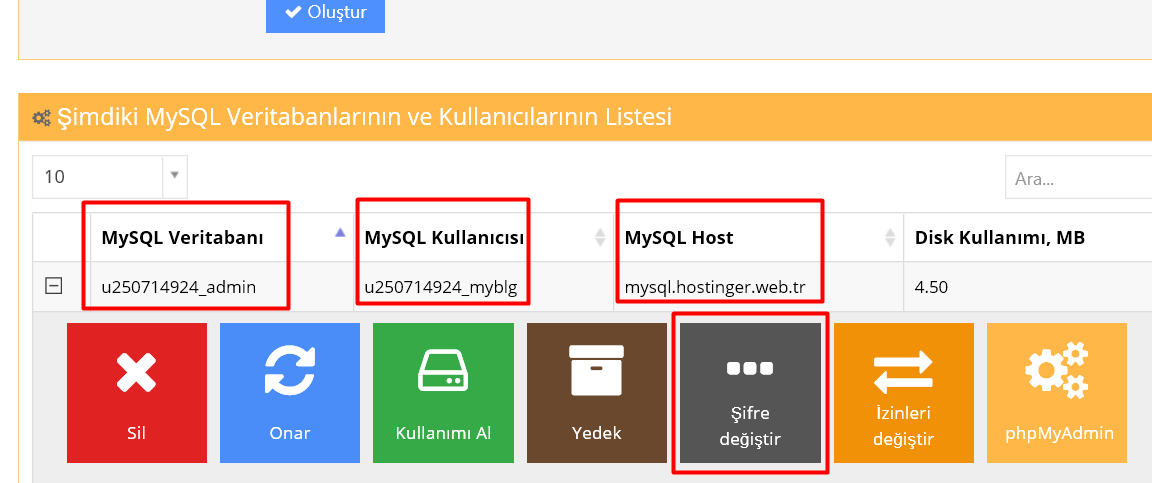 Oluştur
Şimdiki MySQL Veritabanlarının ve Kullanıcılarının Listesi
10
Ara...
MySQL Veritabanı MySQL Kullanıcısı MySQL Host Disk Kullanımı, MB
u250714924_admin u250714924_myblg mysql.hostinger.web.tr 4.50
Sil
Onar
Kullanımı Al
Yedek
Şifre
değiştir
İzinleri
değiştir
phpMyAdmin